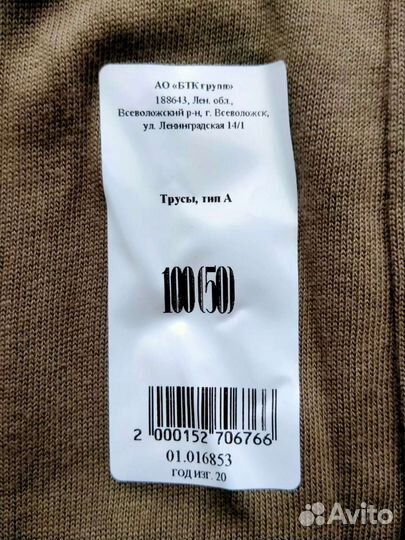 АО «БТК групп»
188643, Лен. обл.,
Всеволожский р-н, г. Всеволожск,
ул. Ленинградская 14/1
Трусы, тип А
100(50)
2 000152 706766
01.016853
ГОД ИЗГ. 20
Avito